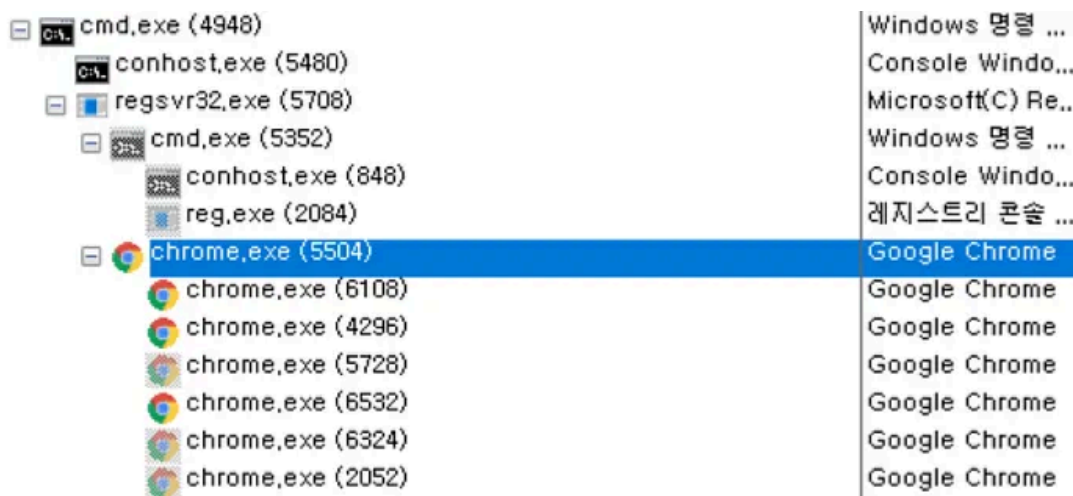 cmd.exe (4948) Windows 명령 ...
conhost.exe (5480) Console Windo...
regsvr32.exe (5708) Microsoft(C) Re...
cmd.exe (5352) Windows 명령 ...
conhost.exe (848) Console Windo...
reg.exe (2084) 레지스트리 콘솔 ...
chrome.exe (5504) Google Chrome
chrome.exe (6108) Google Chrome
chrome.exe (4296) Google Chrome
chrome.exe (5728) Google Chrome
chrome.exe (6532) Google Chrome
chrome.exe (6324) Google Chrome
chrome.exe (2052) Google Chrome